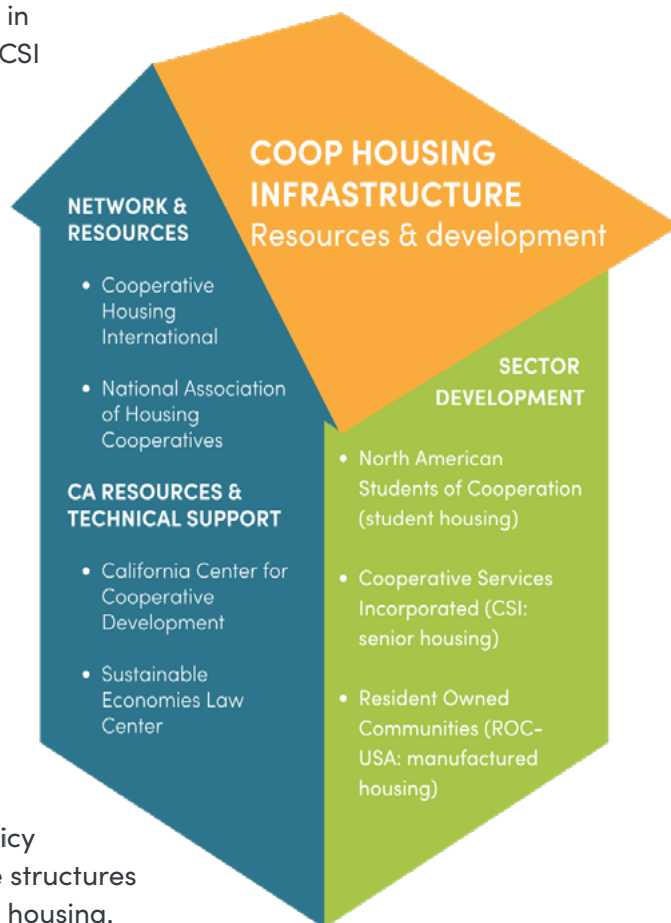 in
CSI
COOP HOUSING
INFRASTRUCTURE
Resources & development
NETWORK &
RESOURCES
• Cooperative
Housing
International
• National Association
of Housing
Cooperatives
CA RESOURCES &
TECHNICAL SUPPORT
• California Center for
Cooperative
Development
• Sustainable
Economies Law
Center
SECTOR
DEVELOPMENT
• North American
Students of Cooperation
(student housing)
• Cooperative Services
Incorporated (CSI:
senior housing)
• Resident Owned
Communities (ROC-
USA: manufactured
housing)
icy
structures
housing.